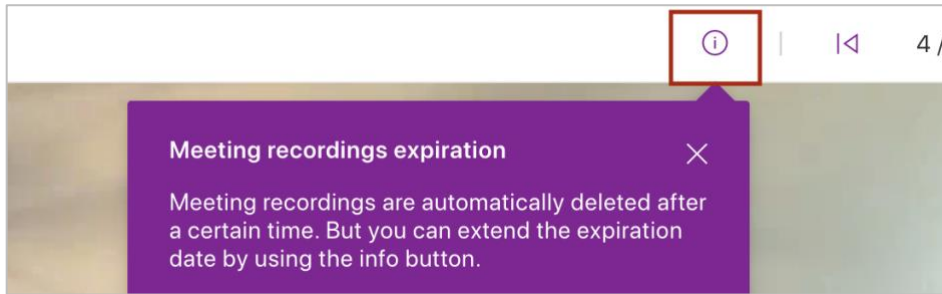 4 /
Meeting recordings expiration
Meeting recordings are automatically deleted after
a certain time. But you can extend the expiration
date by using the info button.